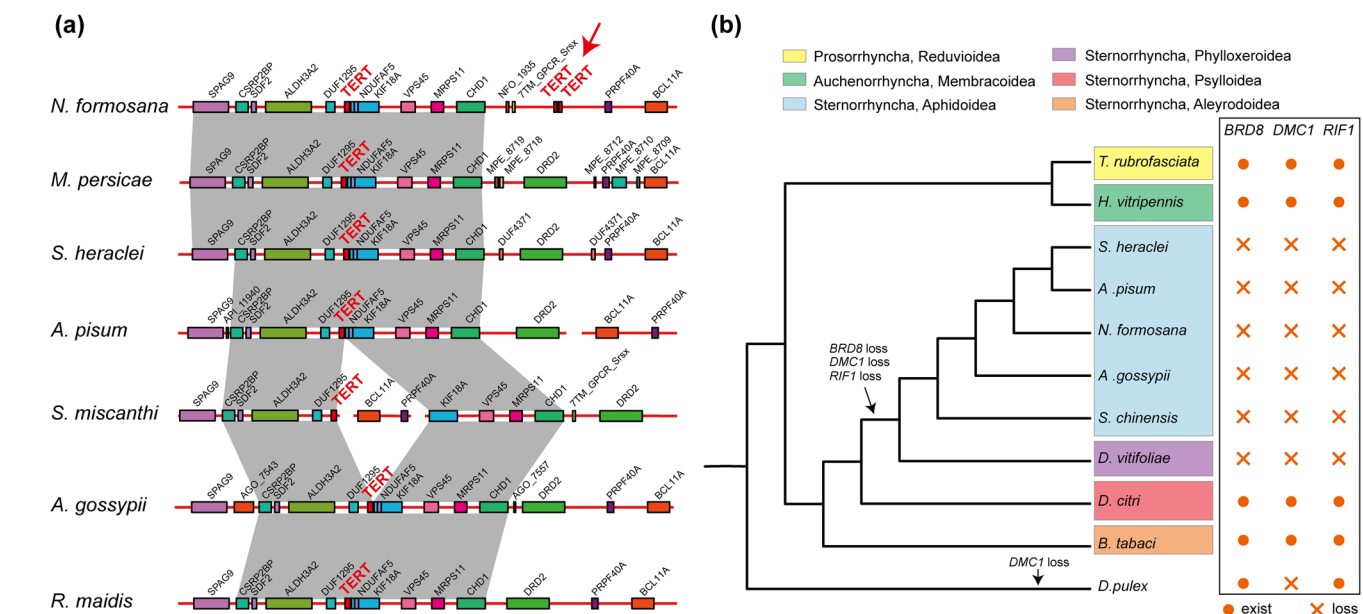 (a)
SPAG9 CSRP2BP SDF2 ALDH3A2 DUF1295 TERT NDUFAF5 KIF18A VPS45 MRPS11 CHD1 NFO_1935 7TM_GPCR_Srsx TERT TERT PRPF40A BCL11A
N. formosana
SPAG9 CSRP2BP SDF2 ALDH3A2 DUF1295 TERT NDUFAF5 KIF18A VPS45 MRPS11 CHD1 MPE_8719 MPE_8718 DRD2 MPE_8712 PRPF40A MPE_8710 MPE_8709 BCL11A
M. persicae
SPAG9 CSRP2BP SDF2 ALDH3A2 DUF1295 TERT NDUFAF5 KIF18A VPS45 MRPS11 CHD1 DUF4371 DRD2 DUF4371 PRPF40A BCL11A
S. heraclei
SPAG9 API_11940 CSRP2BP SDF2 ALDH3A2 DUF1295 TERT NDUFAF5 KIF18A VPS45 MRPS11 CHD1 DRD2 BCL11A PRPF40A
A. pisum
SPAG9 CSRP2BP SDF2 ALDH3A2 DUF1295 TERT BCL11A PRPF40A KIF18A VPS45 MRPS11 CHD1 7TM_GPCR_Srsx DRD2
S. miscanthi
SPAG9 AGO_7543 CSRP2BP SDF2 ALDH3A2 DUF1295 TERT NDUFAF5 KIF18A VPS45 MRPS11 CHD1 AGO_7557 DRD2 PRPF40A BCL11A
A. gossypii
SPAG9 CSRP2BP SDF2 ALDH3A2 DUF1295 TERT NDUFAF5 KIF18A VPS45 MRPS11 CHD1 DRD2 PRPF40A BCL11A
R. maidis
(b)
Prosorrhyncha, Reduvioidea
Auchenorrhyncha, Membracoidea
Sternorrhyncha, Aphidoidea
Sternorrhyncha, Phylloxeroidea
Sternorrhyncha, Psylloidea
Sternorrhyncha, Aleyrodoidea
BRD8 DMC1 RIF1
T. rubrofasciata
H. vitripennis
S. heraclei
A .pisum
N. formosana
A .gossypii
S. chinensis
D. vitifoliae
D. citri
B. tabaci
D.pulex
BRD8 loss
DMC1 loss
RIF1 loss
DMC1 loss
exist loss